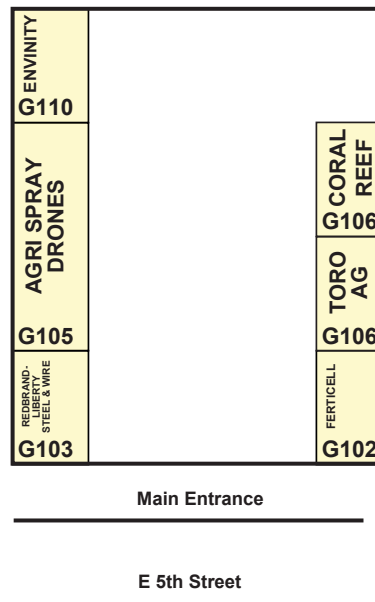 ENVINITY
G110
AGRI SPRAY
DRONES
G105
REDBRAND-
LIBERTY
STEEL & WIRE
G103
CORAL
REEF
G106
TORO
AG
G106
FERTICELL
G102
Main Entrance
E 5th Street